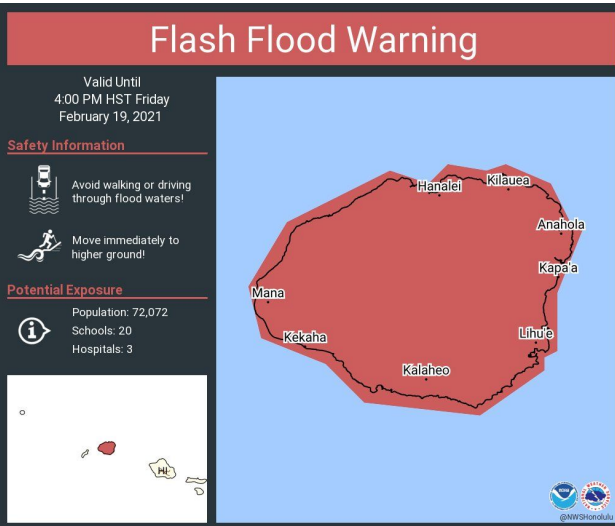 Flash Flood Warning
Valid Until
4:00 PM HST Friday
February 19, 2021
Safety Information
Avoid walking or driving
through flood waters!
Move immediately to
higher ground!
Potential Exposure
Population: 72,072
Schools: 20
Hospitals: 3
HI
Hanalei
Kilauea
Anahola
Kapa'a
Mana
Kekaha
Lihu'e
Kalaheo
@NWSHonolulu